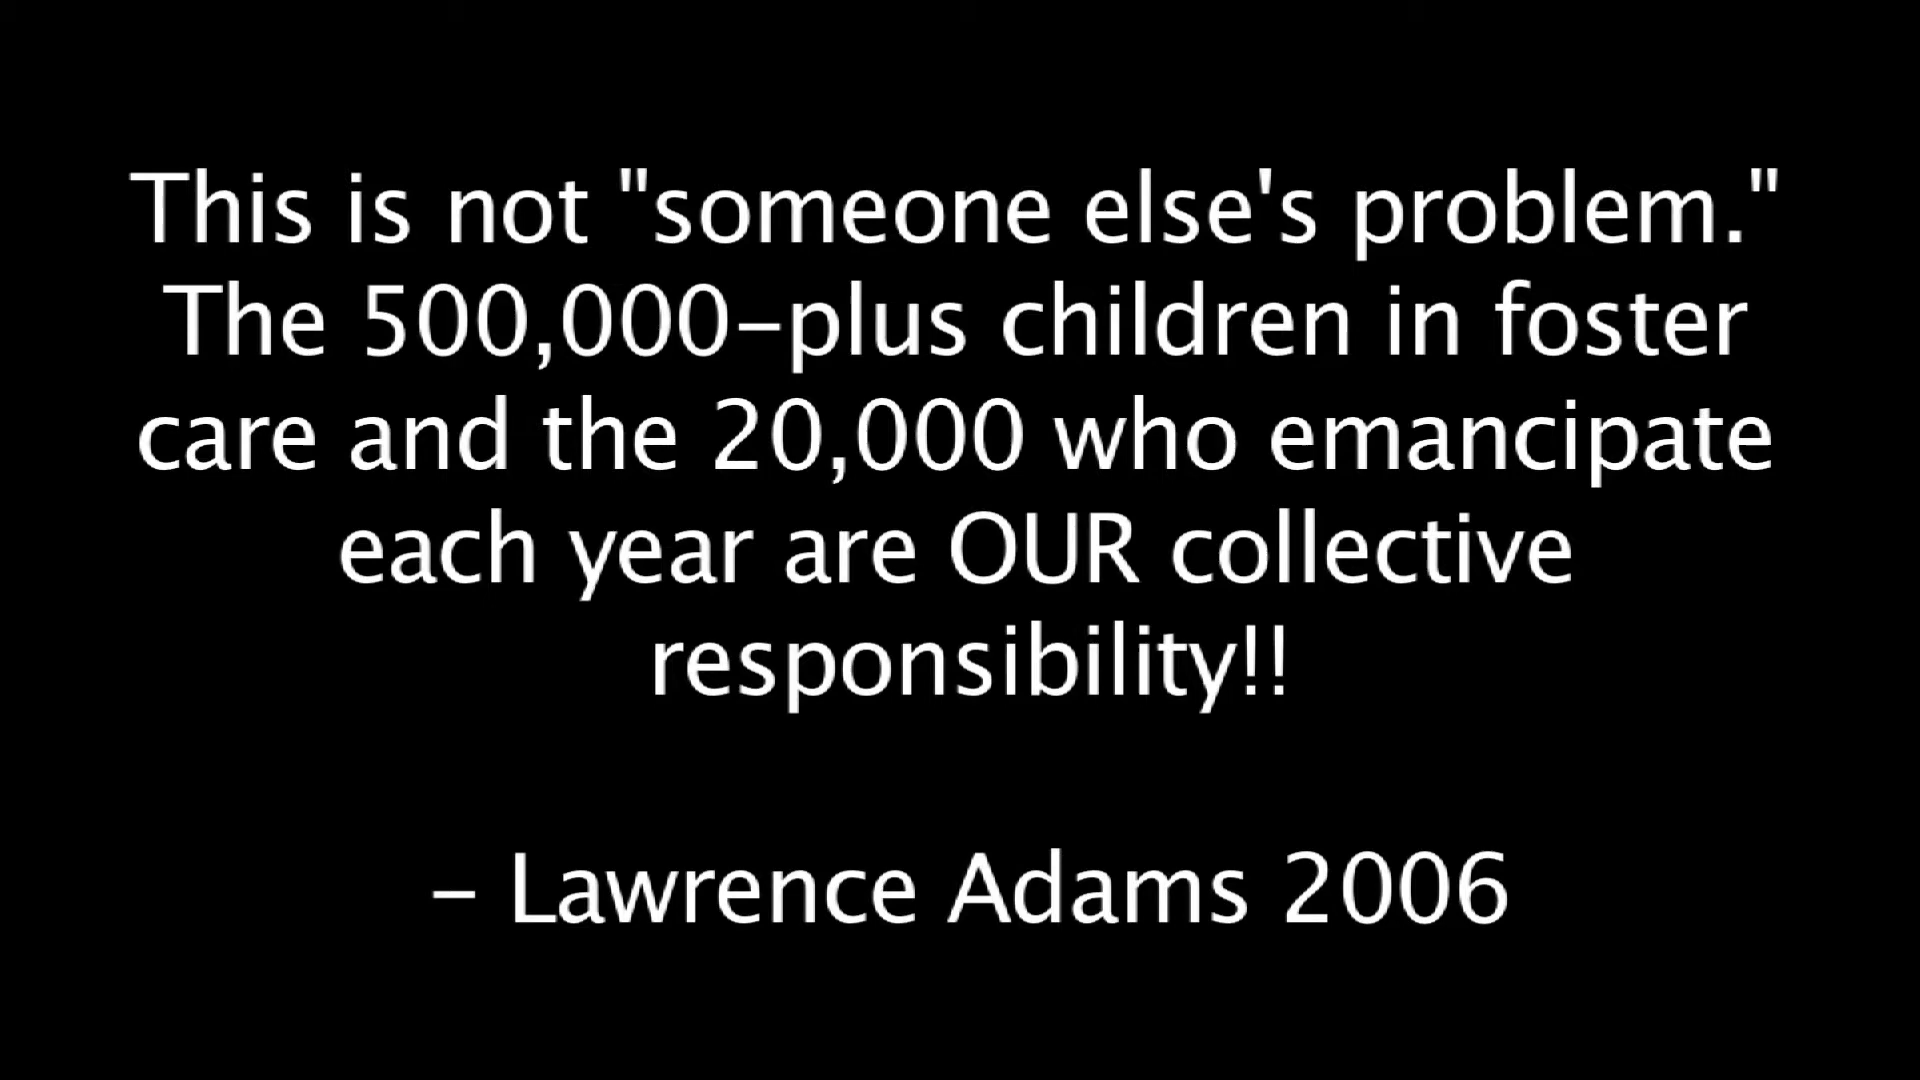 This is not "someone else's problem."
The 500,000-plus children in foster
care and the 20,000 who emancipate
each year are OUR collective
responsibility!!
- Lawrence Adams 2006